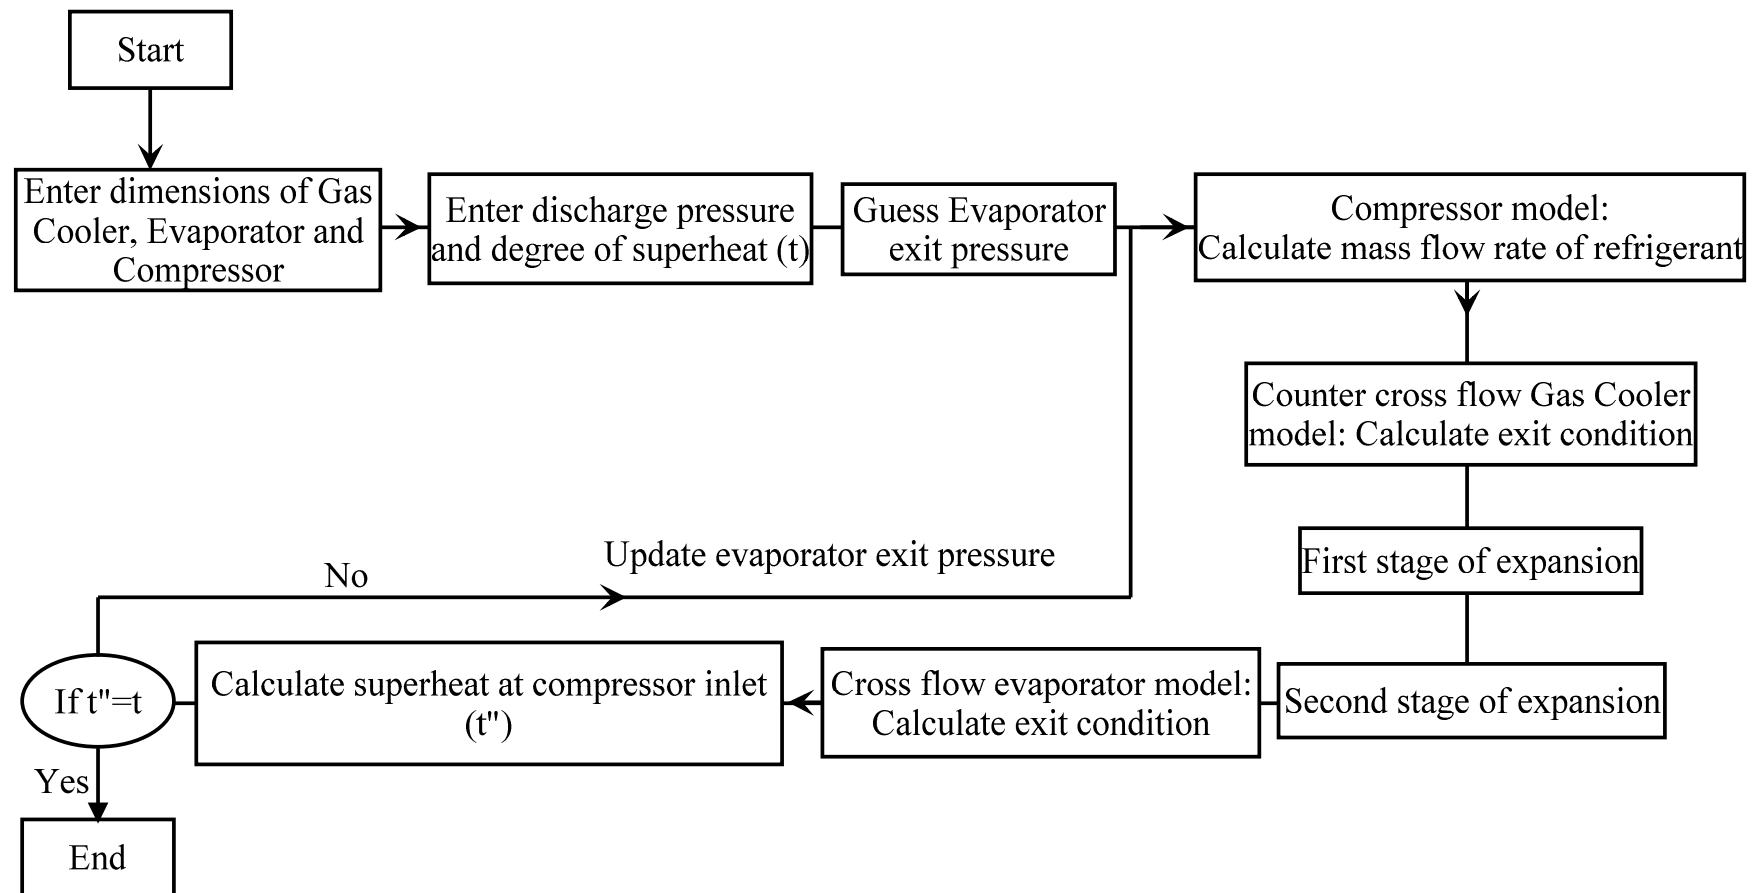 Start
Enter dimensions of Gas
Cooler, Evaporator and
Compressor
Enter discharge pressure
and degree of superheat (t)
Guess Evaporator
exit pressure
Compressor model:
Calculate mass flow rate of refrigerant
Counter cross flow Gas Cooler
model: Calculate exit condition
First stage of expansion
Second stage of expansion
Cross flow evaporator model:
Calculate exit condition
Calculate superheat at compressor inlet
(t")
If t"=t
No
Update evaporator exit pressure
Yes
End